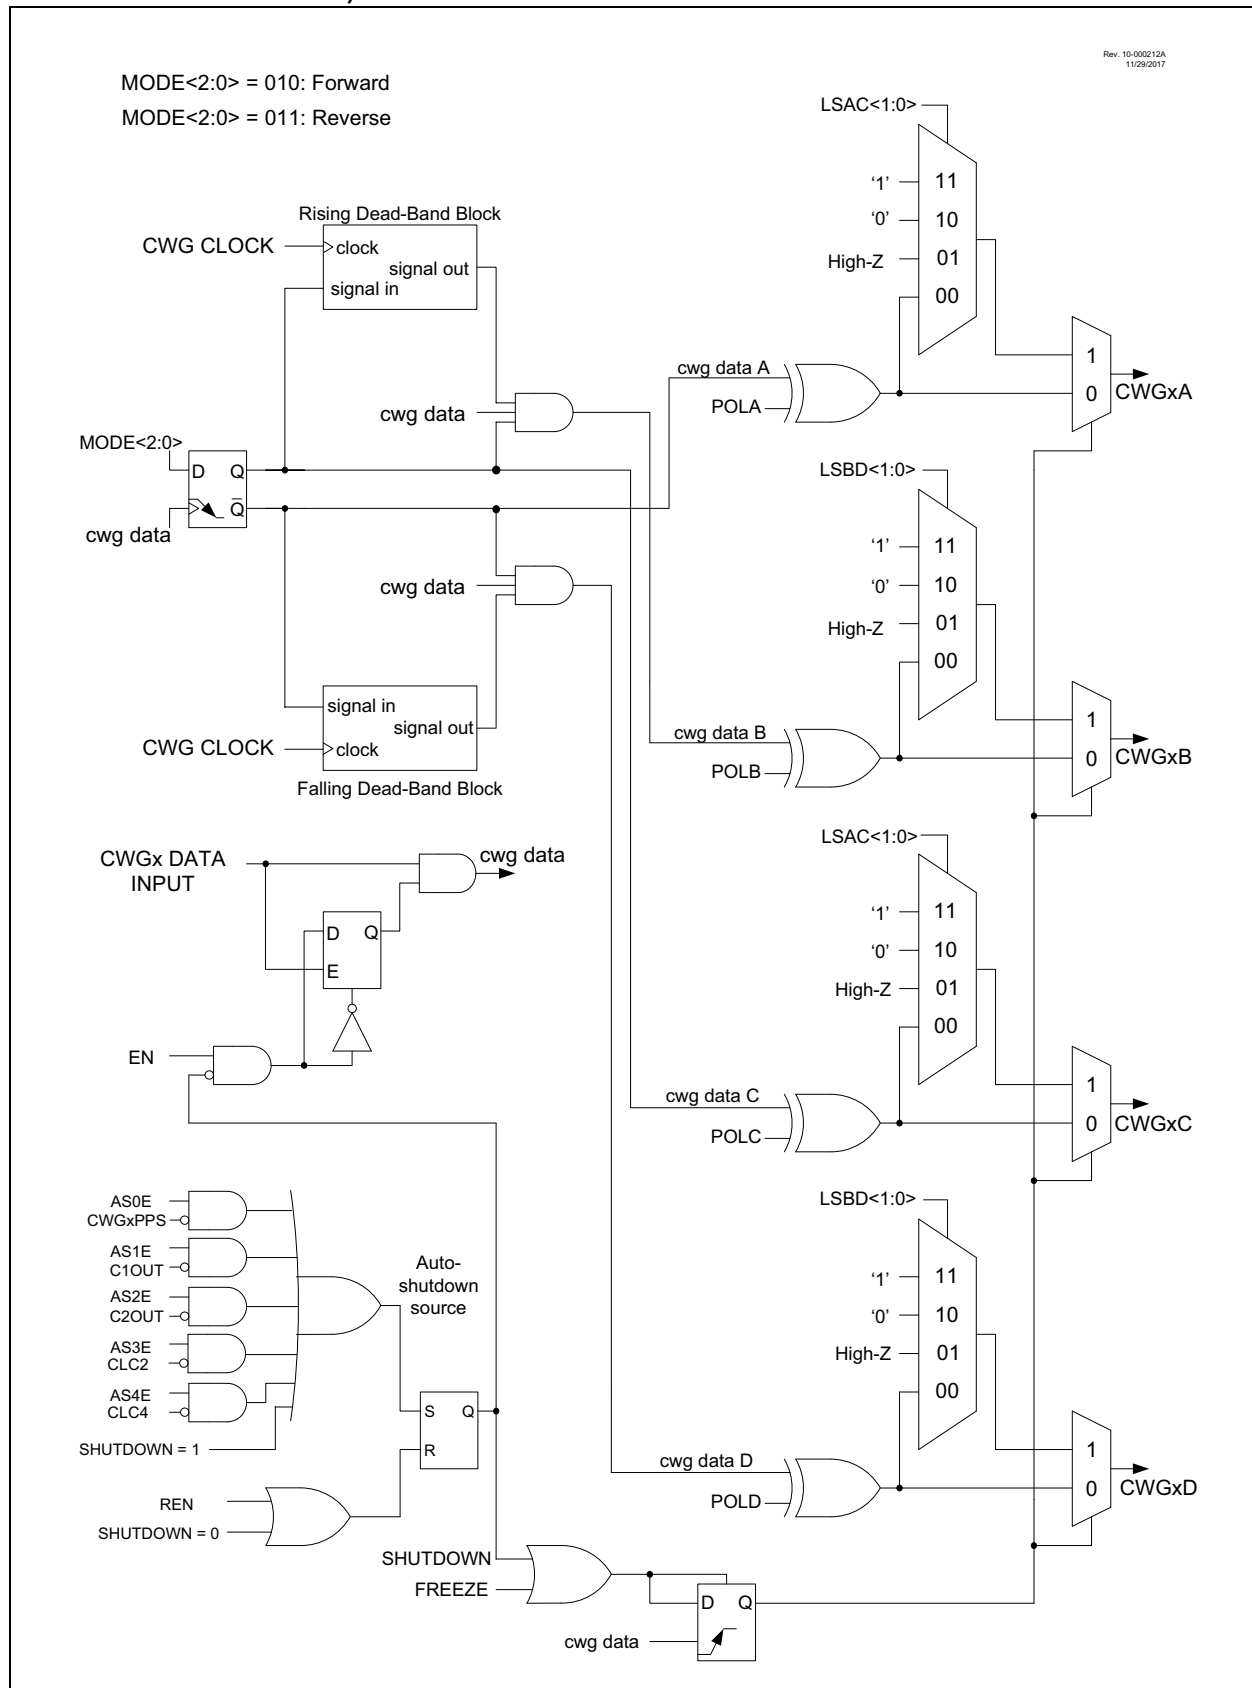 Rev. 10-000212A
11/29/2017
MODE<2:0> = 010: Forward
MODE<2:0> = 011: Reverse
Rising Dead-Band Block
CWG CLOCK
clock
signal out
signal in
cwg data
MODE<2:0>
D Q
Q
cwg data
cwg data
signal in
signal out
CWG CLOCK
clock
Falling Dead-Band Block
CWGx DATA
INPUT
cwg data
D Q
E
EN
AS0E
CWGxPPS
AS1E
C1OUT
AS2E
C2OUT
AS3E
CLC2
AS4E
CLC4
SHUTDOWN = 1
Auto-
shutdown
source
S Q
R
REN
SHUTDOWN = 0
SHUTDOWN
FREEZE
D Q
cwg data
LSAC<1:0>
‘1’ 11
‘0’ 10
High-Z 01
00
cwg data A
POLA
1
0
CWGxA
LSBD<1:0>
‘1’ 11
‘0’ 10
High-Z 01
00
cwg data B
POLB
1
0
CWGxB
LSAC<1:0>
‘1’ 11
‘0’ 10
High-Z 01
00
cwg data C
POLC
1
0
CWGxC
LSBD<1:0>
‘1’ 11
‘0’ 10
High-Z 01
00
cwg data D
POLD
1
0
CWGxD